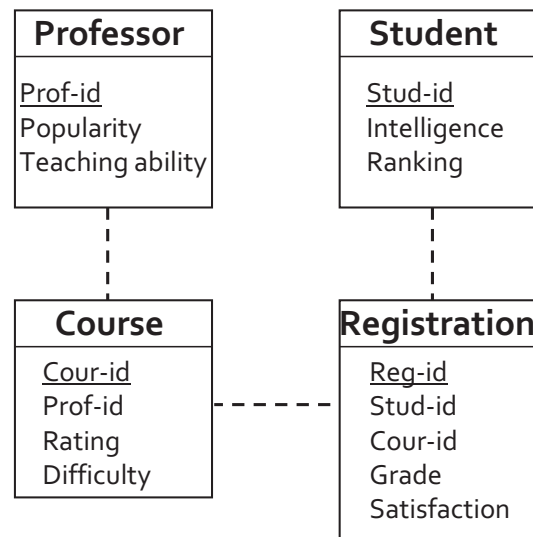 Professor
Prof-id
Popularity
Teaching ability
Student
Stud-id
Intelligence
Ranking
Course
Cour-id
Prof-id
Rating
Difficulty
Registration
Reg-id
Stud-id
Cour-id
Grade
Satisfaction